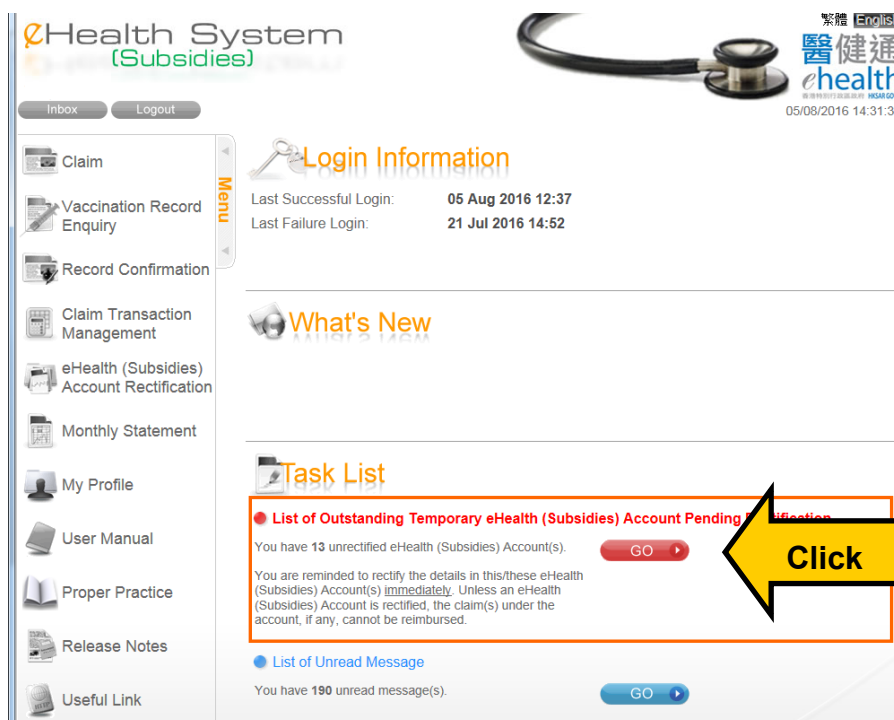 eHealth System
(Subsidies)
繁體 Englis
醫健通
ehealth
05/08/2016 14:31:3
Inbox Logout
Claim
Vaccination Record
Enquiry
Record Confirmation
Claim Transaction
Management
eHealth (Subsidies)
Account Rectification
Monthly Statement
My Profile
User Manual
Proper Practice
Release Notes
Useful Link
Menu
Login Information
Last Successful Login: 05 Aug 2016 12:37
Last Failure Login: 21 Jul 2016 14:52
What's New
Task List
List of Outstanding Temporary eHealth (Subsidies) Account Pending
You have 13 unrectified eHealth (Subsidies) Account(s). GO
You are reminded to rectify the details in this/these eHealth
(Subsidies) Account(s) immediately. Unless an eHealth
(Subsidies) Account is rectified, the claim(s) under the
account, if any, cannot be reimbursed.
Click
List of Unread Message
You have 190 unread message(s). GO